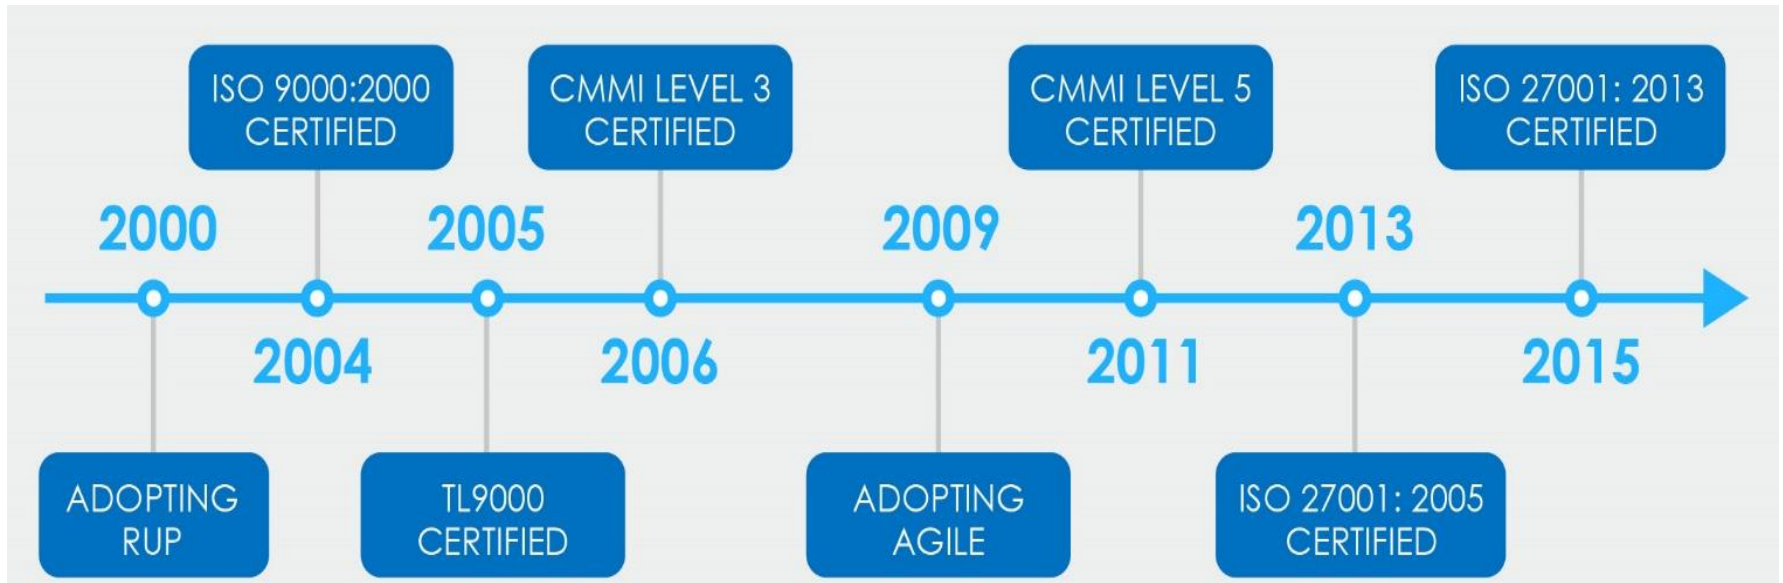 ISO 9000:2000
CERTIFIED
CMMI LEVEL 3
CERTIFIED
CMMI LEVEL 5
CERTIFIED
ISO 27001: 2013
CERTIFIED
2000
2005
2009
2013
2004
2006
2011
2015
ADOPTING
RUP
TL9000
CERTIFIED
ADOPTING
AGILE
ISO 27001: 2005
CERTIFIED